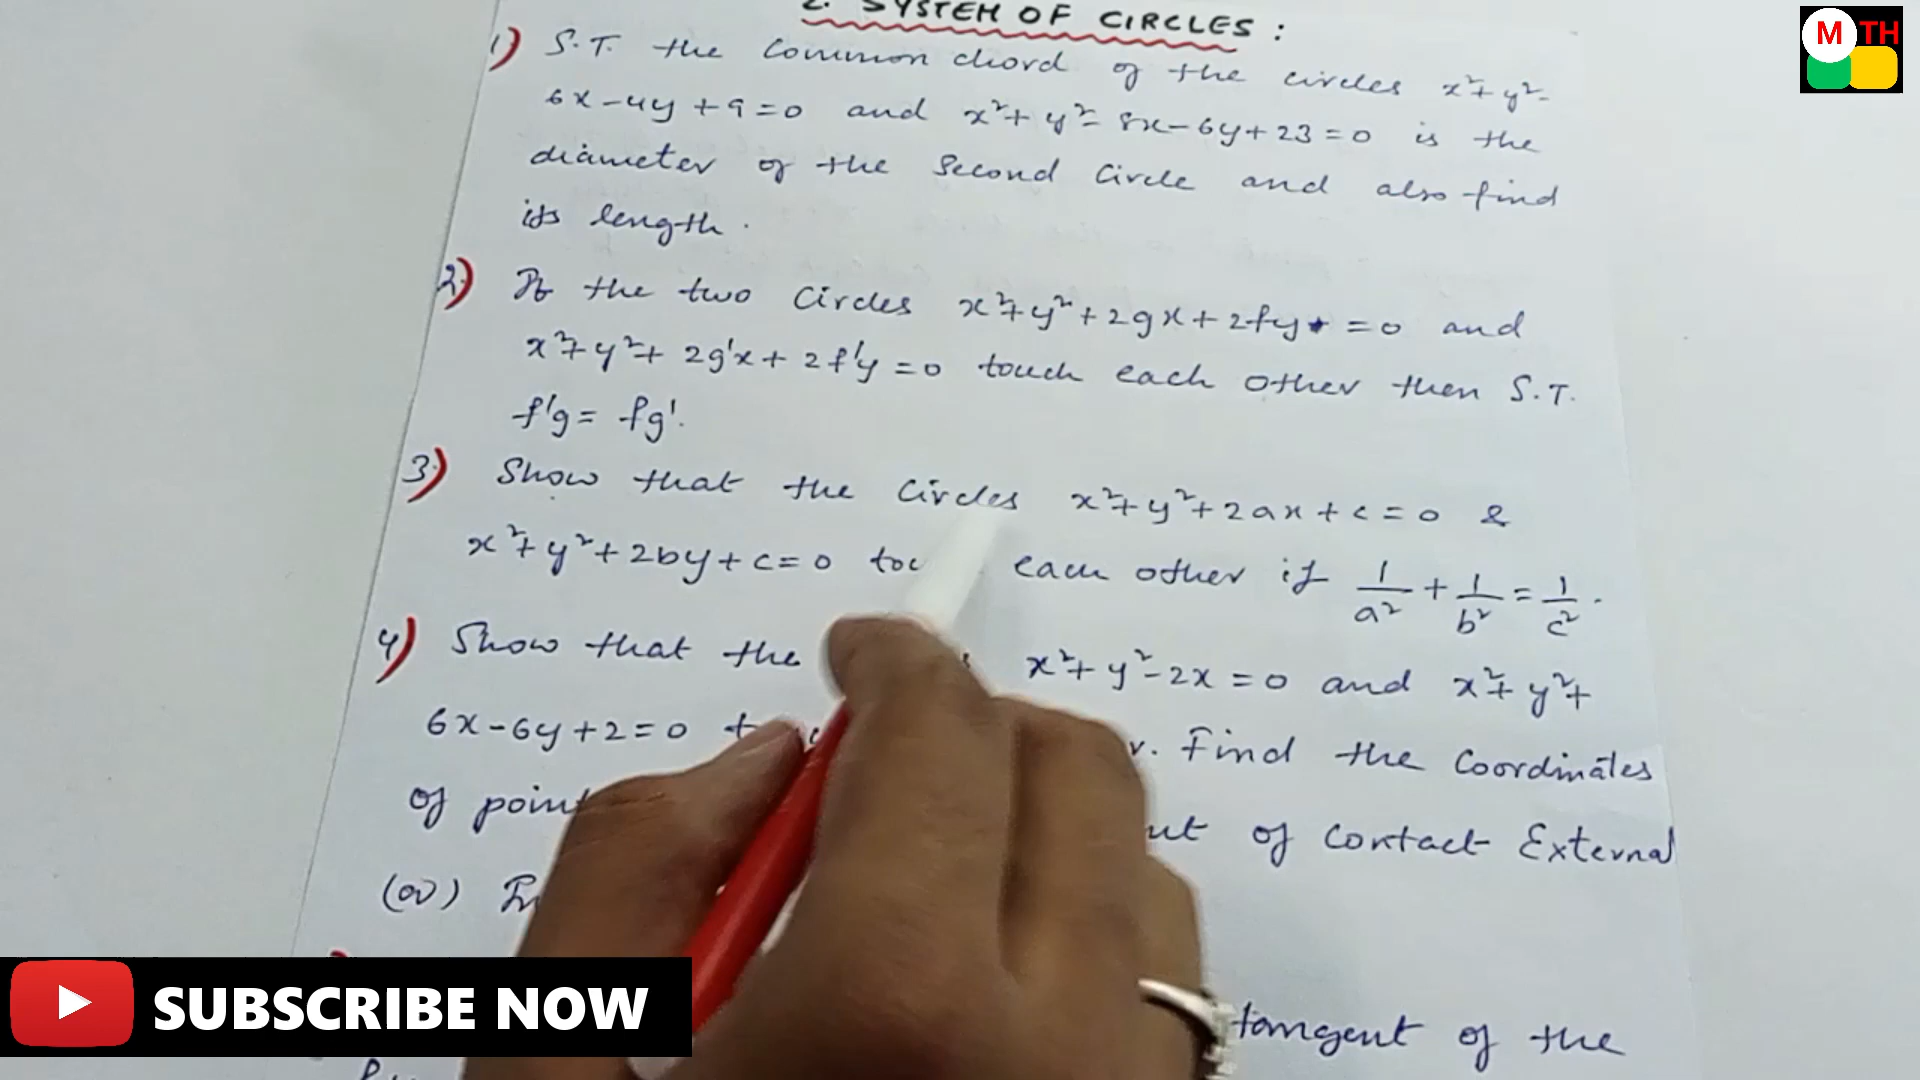 2. SYSTEM OF CIRCLES :
M TH
1) S.T. the Common chord of the circles x²+y²-
6x-4y+9=0 and x²+y²-8x-6y+23=0 is the
diameter of the Second Circle and also find
its length.
2) If the two Circles x²+y²+2gx+2fy = 0 and
x²+y²+2g'x+2f'y=0 touch each other then S.T.
f'g = fg'.
3) Show that the Circles x²+y²+2ax+c=0 &
x²+y²+2by+c=0 each other if 1/a² + 1/b² = 1/c².
4) Show that the x²+y²-2x=0 and x²+y²+
6x-6y+2=0 Find the Coordinates
of of Contact External
(or)
tangent of the
SUBSCRIBE NOW